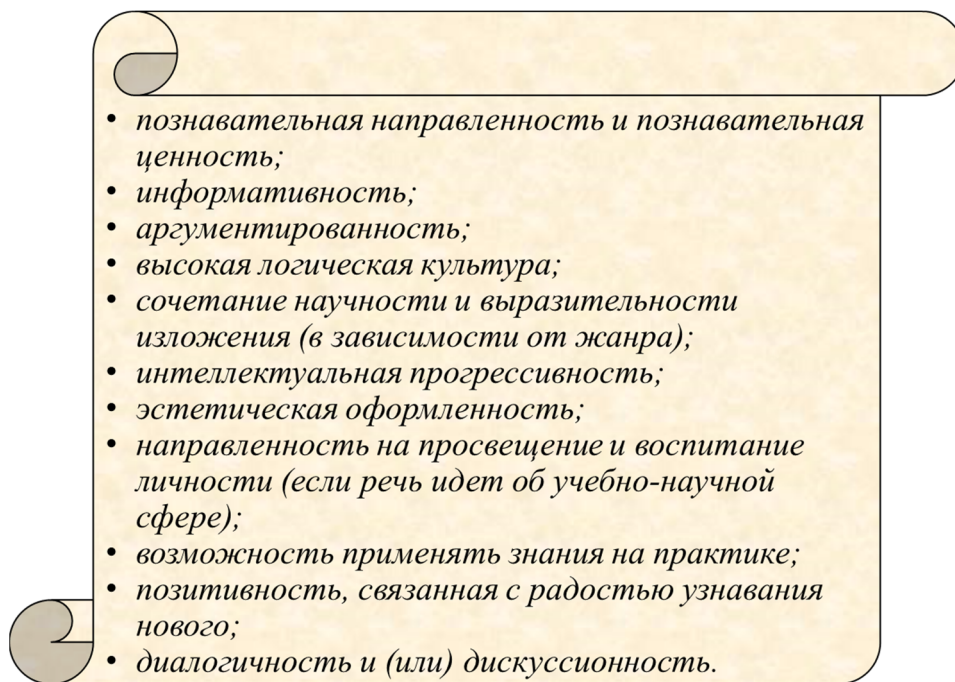 • познавательная направленность и познавательная
ценность;
• информативность;
• аргументированность;
• высокая логическая культура;
• сочетание научности и выразительности
изложения (в зависимости от жанра);
• интеллектуальная прогрессивность;
• эстетическая оформленность;
• направленность на просвещение и воспитание
личности (если речь идет об учебно-научной
сфере);
• возможность применять знания на практике;
• позитивность, связанная с радостью узнавания
нового;
• диалогичность и (или) дискуссионность.